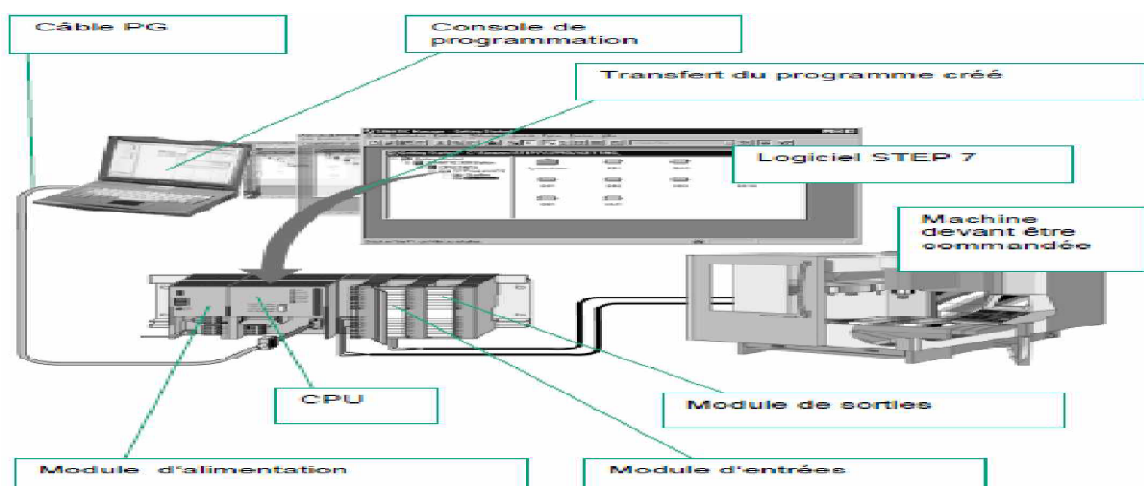 Câble PG
Console de
programmation
Transfert du programme créé
Logiciel STEP 7
Machine
devant être
commandée
CPU
Module de sorties
Module d'alimentation
Module d'entrées